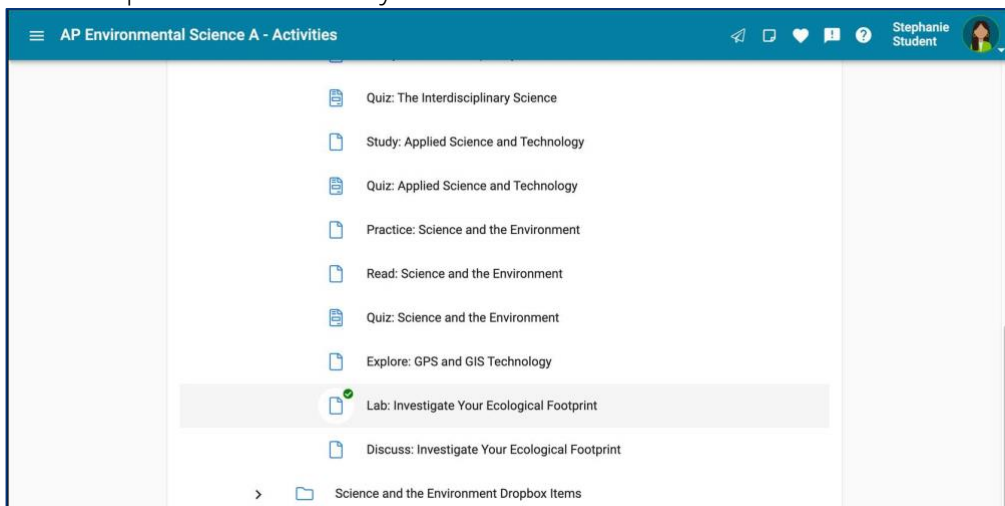 AP Environmental Science A - Activities
Stephanie
Student
Quiz: The Interdisciplinary Science
Study: Applied Science and Technology
Quiz: Applied Science and Technology
Practice: Science and the Environment
Read: Science and the Environment
Quiz: Science and the Environment
Explore: GPS and GIS Technology
Lab: Investigate Your Ecological Footprint
Discuss: Investigate Your Ecological Footprint
Science and the Environment Dropbox Items